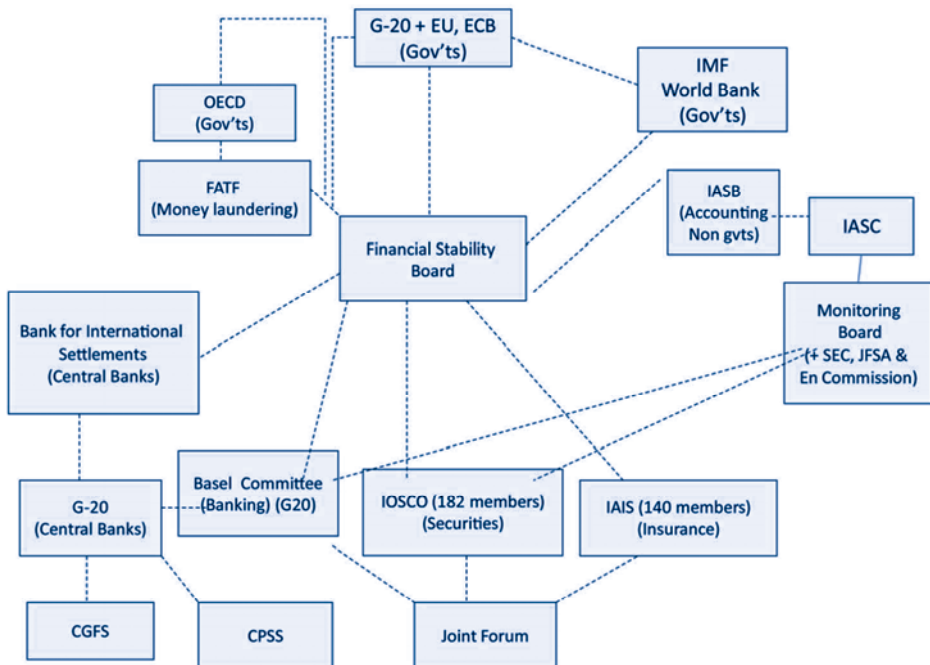 G-20 + EU, ECB
(Gov'ts)
IMF
World Bank
(Gov'ts)
OECD
(Gov'ts)
FATF
(Money laundering)
IASB
(Accounting
Non gvts)
IASC
Financial Stability
Board
Bank for International
Settlements
(Central Banks)
Monitoring
Board
(+ SEC, JFSA &
En Commission)
G-20
(Central Banks)
Basel Committee
(Banking) (G20)
IOSCO (182 members)
(Securities)
IAIS (140 members)
(Insurance)
CGFS
CPSS
Joint Forum